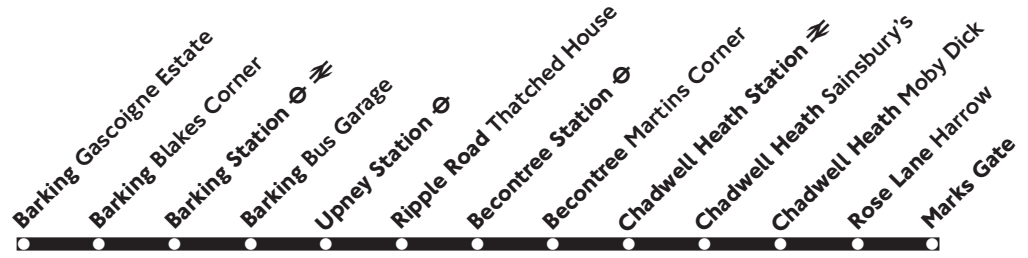 Barking Gascoigne Estate
Barking Blakes Corner
Barking Station
Barking Bus Garage
Upney Station
Ripple Road Thatched House
Becontree Station
Becontree Martins Corner
Chadwell Heath Station
Chadwell Heath Sainsbury's
Chadwell Heath Moby Dick
Rose Lane Harrow
Marks Gate